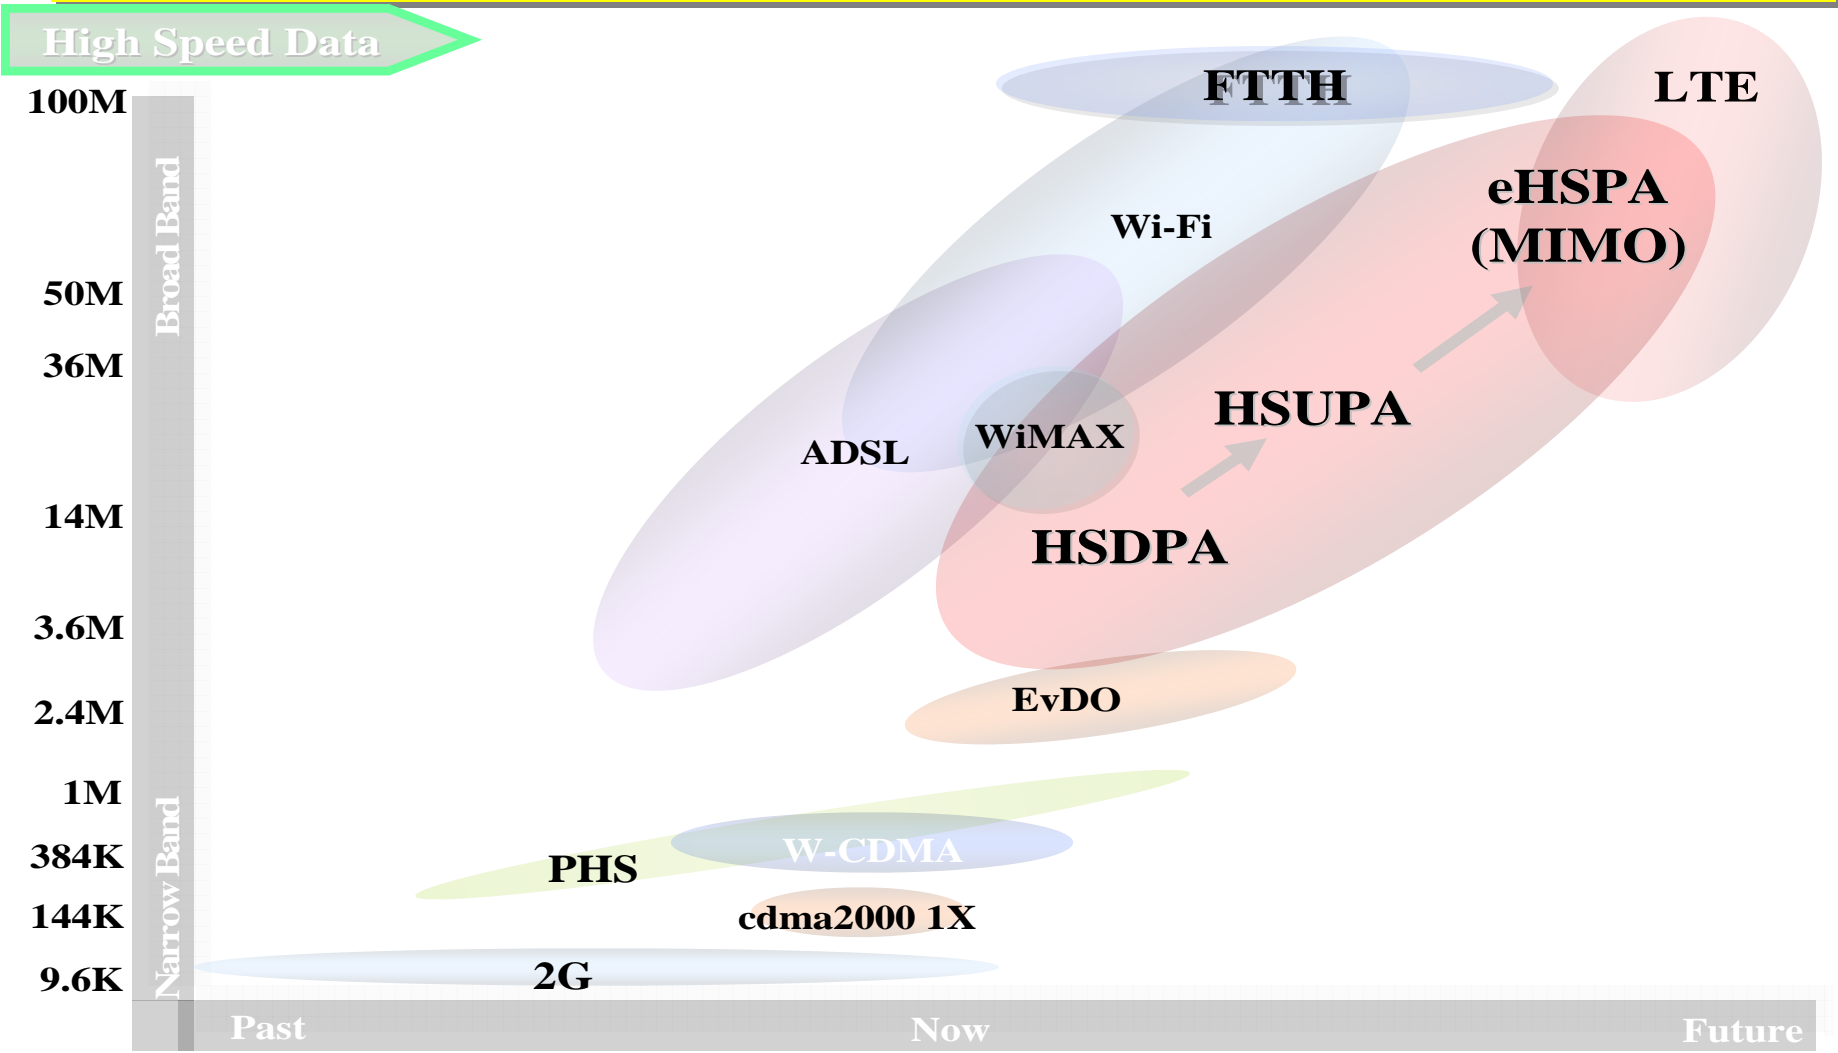 High Speed Data
100M
50M
36M
14M
3.6M
2.4M
1M
384K
144K
9.6K
Broad Band
Narrow Band
FTTH
LTE
eHSPA
(MIMO)
Wi-Fi
HSUPA
WiMAX
ADSL
HSDPA
EvDO
W-CDMA
PHS
cdma2000 1X
2G
Past
Now
Future